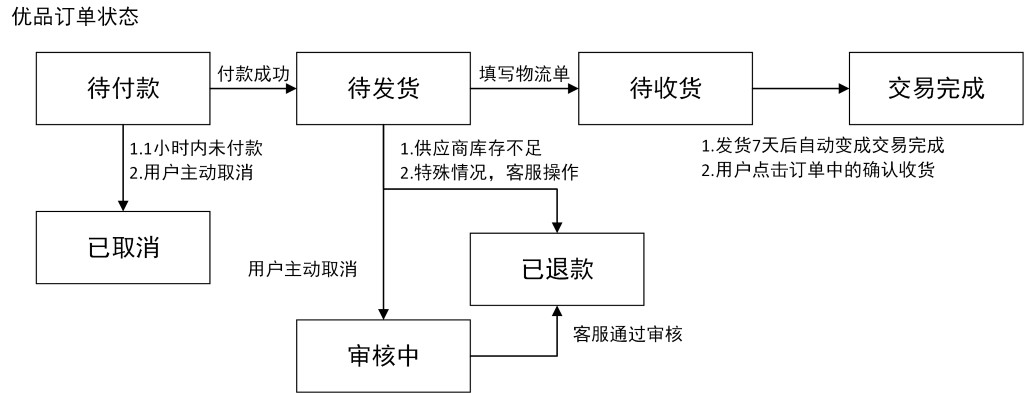 优品订单状态
待付款
付款成功
待发货
填写物流单
待收货
交易完成
1.1小时内未付款
2.用户主动取消
1.供应商库存不足
2.特殊情况，客服操作
1.发货7天后自动变成交易完成
2.用户点击订单中的确认收货
已取消
用户主动取消
已退款
客服通过审核
审核中